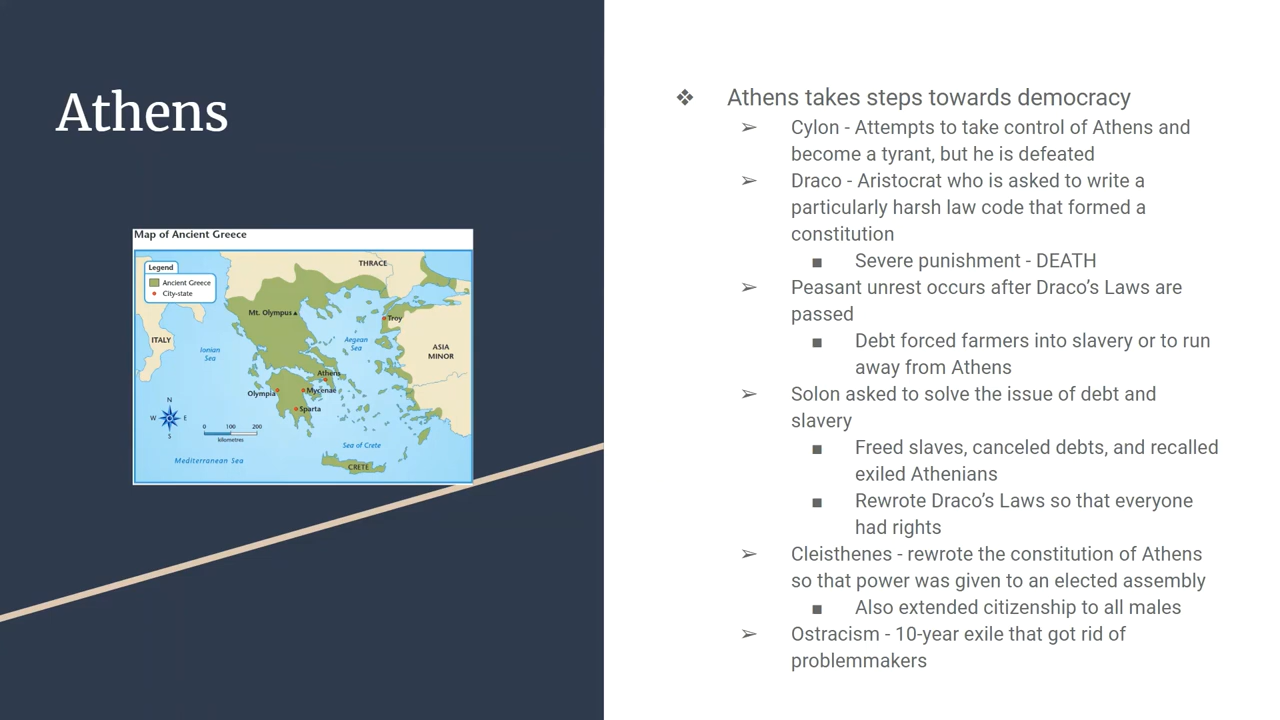 Athens
Map of Ancient Greece
Legend
Ancient Greece
City-state
THRACE
Mt. Olympus
Troy
ITALY
Ionian
Sea
Aegean
Sea
ASIA
MINOR
Athens
Olympia
Mycenae
Sparta
N
W E
S
0 100 200
kilometres
Sea of Crete
Mediterranean Sea
CRETE
❖ Athens takes steps towards democracy
➢ Cylon - Attempts to take control of Athens and
become a tyrant, but he is defeated
➢ Draco - Aristocrat who is asked to write a
particularly harsh law code that formed a
constitution
■ Severe punishment - DEATH
➢ Peasant unrest occurs after Draco’s Laws are
passed
■ Debt forced farmers into slavery or to run
away from Athens
➢ Solon asked to solve the issue of debt and
slavery
■ Freed slaves, canceled debts, and recalled
exiled Athenians
■ Rewrote Draco’s Laws so that everyone
had rights
➢ Cleisthenes - rewrote the constitution of Athens
so that power was given to an elected assembly
■ Also extended citizenship to all males
➢ Ostracism - 10-year exile that got rid of
problemmakers